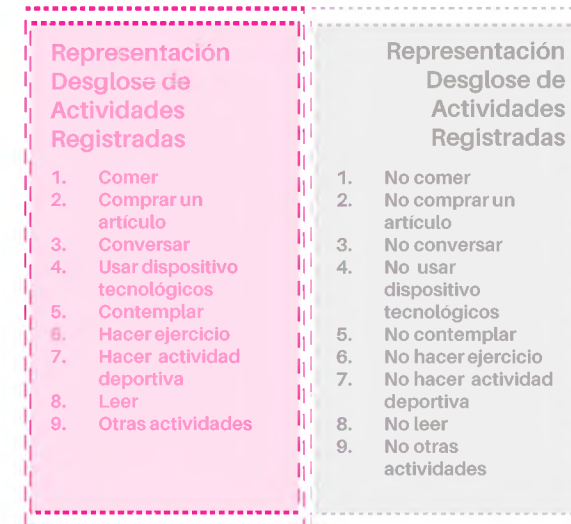 Representación
Desglose de
Actividades
Registradas
1. Comer
2. Comprar un
artículo
3. Conversar
4. Usar dispositivo
tecnológicos
5. Contemplar
6. Hacer ejercicio
7. Hacer actividad
deportiva
8. Leer
9. Otras actividades
Representación
Desglose de
Actividades
Registradas
1. No comer
2. No comprar un
artículo
3. No conversar
4. No usar
dispositivo
tecnológicos
5. No contemplar
6. No hacer ejercicio
7. No hacer actividad
deportiva
8. No leer
9. No otras
actividades